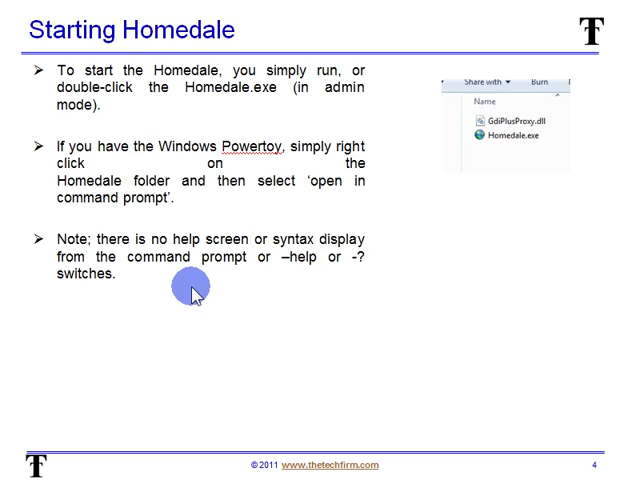 Starting Homedale
➢ To start the Homedale, you simply run, or
double-click the Homedale.exe (in admin
mode).
➢ If you have the Windows Powertoy, simply right
click on the
Homedale folder and then select ‘open in
command prompt’.
➢ Note; there is no help screen or syntax display
from the command prompt or –help or -?
switches.
Share with Burn
Name
GdiPlusProxy.dll
Homedale.exe
© 2011 www.thetechfirm.com
4